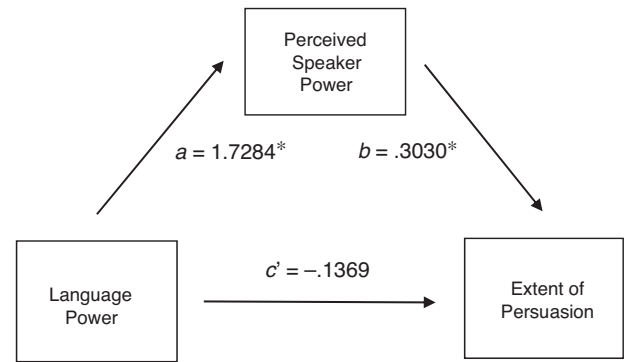 Perceived
Speaker
Power
a = 1.7284*
b = .3030*
c' = –.1369
Language
Power
Extent of
Persuasion